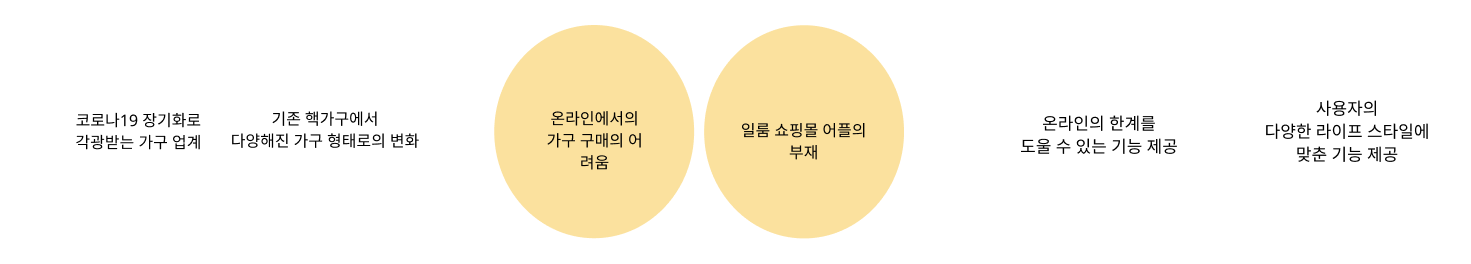 코로나19 장기화로
각광받는 가구 업계
기존 핵가구에서
다양해진 가구 형태로의 변화
온라인에서의
가구 구매의 어
려움
일룸 쇼핑몰 어플의
부재
온라인의 한계를
도울 수 있는 기능 제공
사용자의
다양한 라이프 스타일에
맞춘 기능 제공